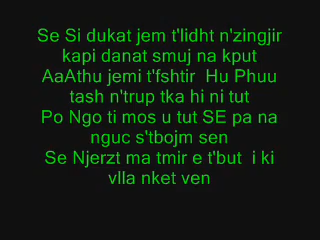 Se Si dukat jem t'lidht n'zingjir
kapi danat smuj na kput
AaAthu jemi t'fshtir  Hu Phuu
tash n'trup tka hi ni tut
Po Ngo ti mos u tut SE pa na
nguc s'tbojm sen
Se Njerzt ma tmir e t'but  i ki
vlla nket ven